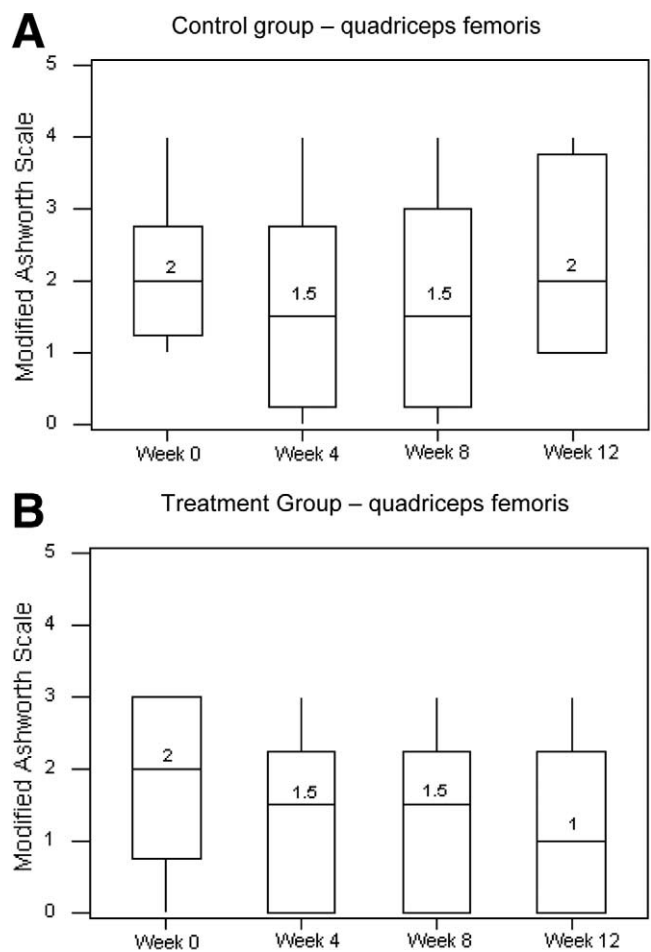 A
Control group – quadriceps femoris
Modified Ashworth Scale
5
4
3
2
1
0
2
1.5
1.5
2
Week 0
Week 4
Week 8
Week 12
B
Treatment Group – quadriceps femoris
Modified Ashworth Scale
5
4
3
2
1
0
2
1.5
1.5
1
Week 0
Week 4
Week 8
Week 12